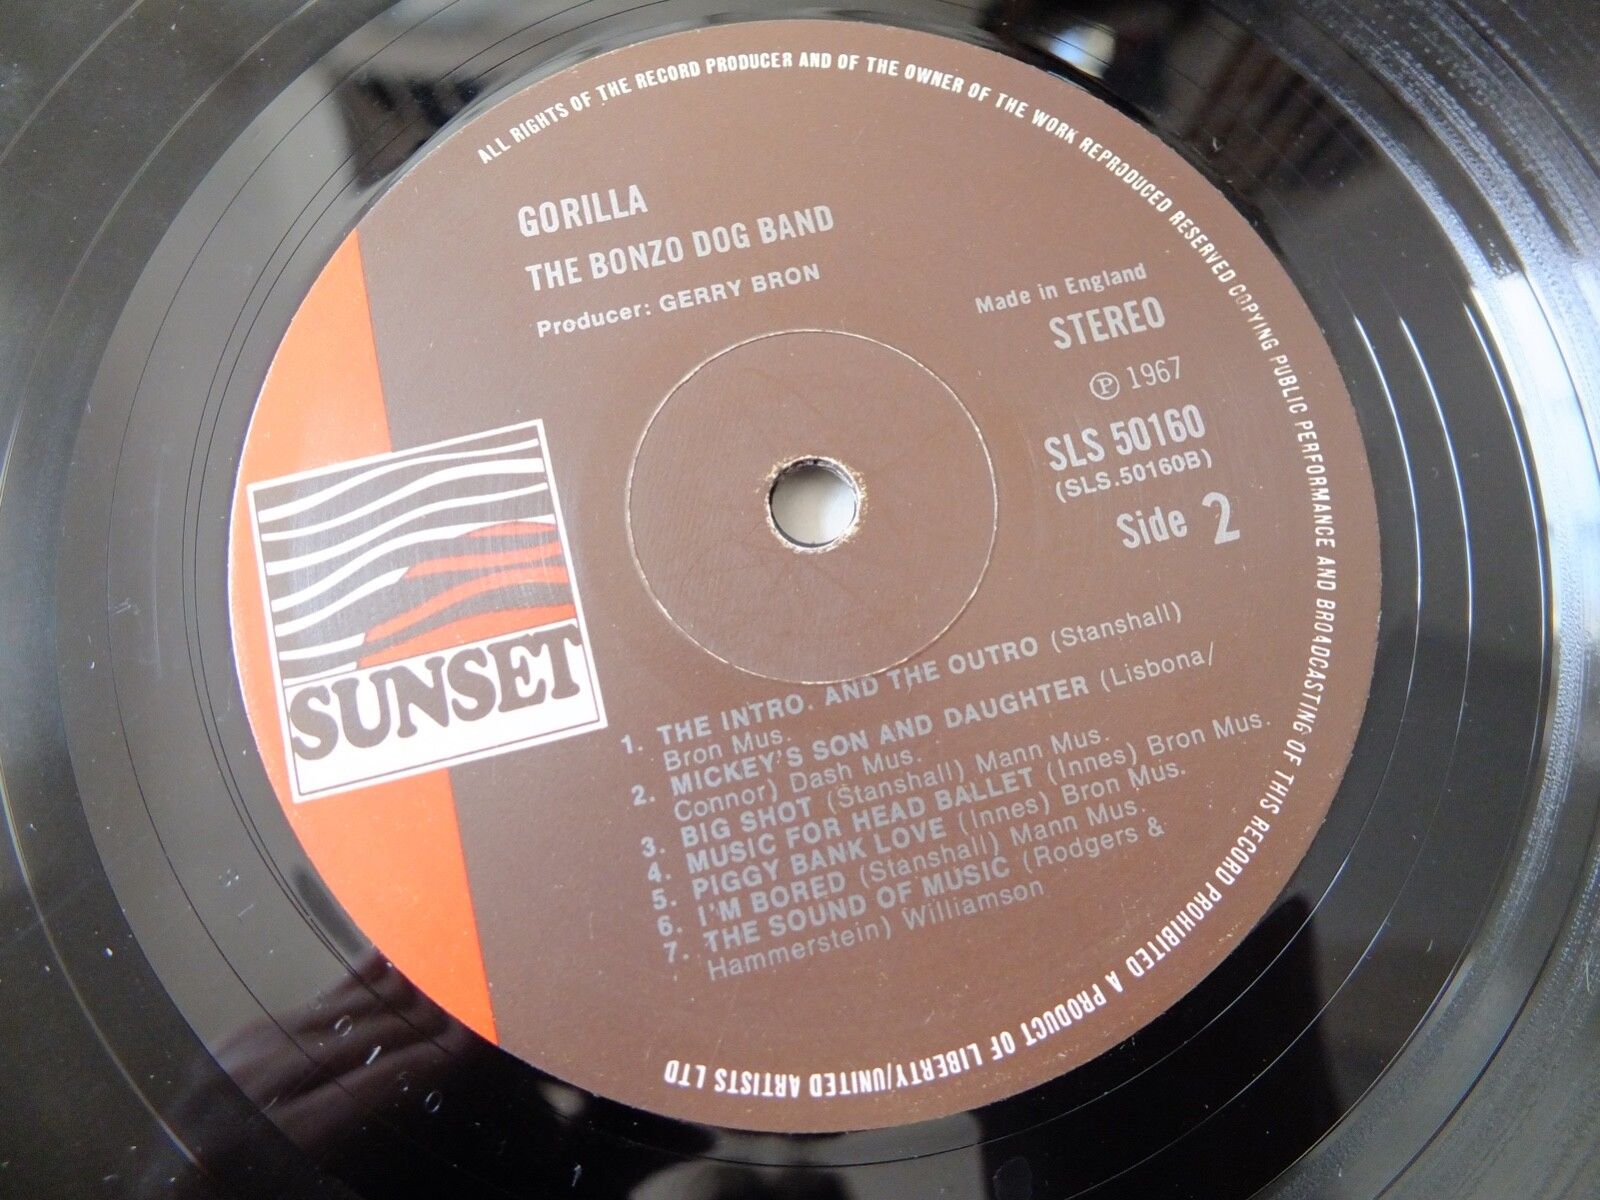 ALL RIGHTS OF THE RECORD PRODUCER AND OF THE OWNER OF THE WORK REPRODUCED RESERVED COPYING PUBLIC PERFORMANCE AND BROADCASTING OF THIS RECORD PROHIBITED A PRODUCT OF LIBERTY/UNITED ARTISTS LTD
GORILLA
THE BONZO DOG BAND
Producer: GERRY BRON
Made in England
STEREO
Ⓟ 1967
SLS 50160
(SLS.50160B)
Side 2
SUNSET
1. THE INTRO. AND THE OUTRO (Stanshall)
Bron Mus.
2. MICKEY'S SON AND DAUGHTER (Lisbona/
Connor) Dash Mus.
3. BIG SHOT (Stanshall) Mann Mus.
4. MUSIC FOR HEAD BALLET (Innes) Bron Mus.
5. PIGGY BANK LOVE (Innes) Bron Mus.
6. I'M BORED (Stanshall) Mann Mus.
7. THE SOUND OF MUSIC (Rodgers &
Hammerstein) Williamson